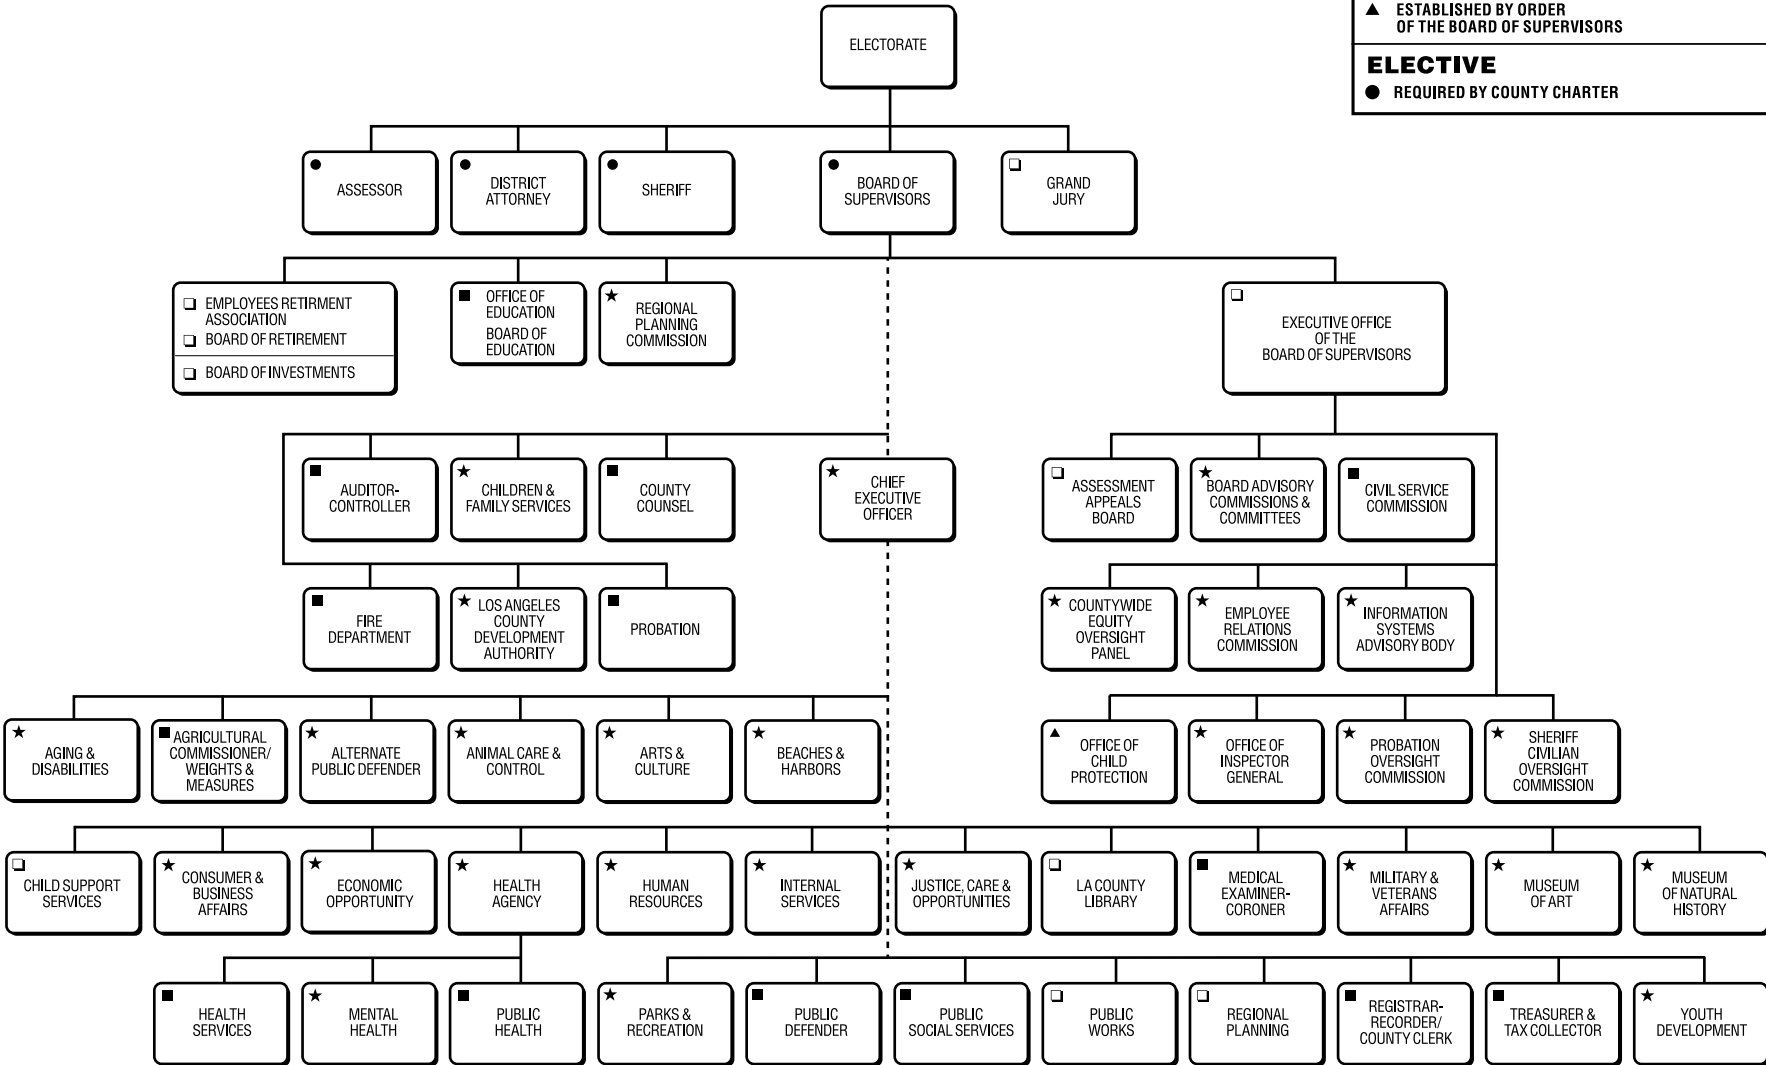 ▲ ESTABLISHED BY ORDER
OF THE BOARD OF SUPERVISORS
ELECTIVE
● REQUIRED BY COUNTY CHARTER
ELECTORATE
● ASSESSOR
● DISTRICT
ATTORNEY
● SHERIFF
● BOARD OF
SUPERVISORS
❏ GRAND
JURY
❏ EMPLOYEES RETIRMENT
ASSOCIATION
❏ BOARD OF RETIREMENT
❏ BOARD OF INVESTMENTS
■ OFFICE OF
EDUCATION
BOARD OF
EDUCATION
★ REGIONAL
PLANNING
COMMISSION
❏ EXECUTIVE OFFICE
OF THE
BOARD OF SUPERVISORS
■ AUDITOR-
CONTROLLER
★ CHILDREN &
FAMILY SERVICES
■ COUNTY
COUNSEL
★ CHIEF
EXECUTIVE
OFFICER
❏ ASSESSMENT
APPEALS
BOARD
★ BOARD ADVISORY
COMMISSIONS &
COMMITTEES
■ CIVIL SERVICE
COMMISSION
■ FIRE
DEPARTMENT
★ LOS ANGELES
COUNTY
DEVELOPMENT
AUTHORITY
■ PROBATION
★ COUNTYWIDE
EQUITY
OVERSIGHT
PANEL
★ EMPLOYEE
RELATIONS
COMMISSION
★ INFORMATION
SYSTEMS
ADVISORY BODY
★ AGING &
DISABILITIES
■ AGRICULTURAL
COMMISSIONER/
WEIGHTS &
MEASURES
★ ALTERNATE
PUBLIC DEFENDER
★ ANIMAL CARE &
CONTROL
★ ARTS &
CULTURE
★ BEACHES &
HARBORS
▲ OFFICE OF
CHILD
PROTECTION
★ OFFICE OF
INSPECTOR
GENERAL
★ PROBATION
OVERSIGHT
COMMISSION
★ SHERIFF
CIVILIAN
OVERSIGHT
COMMISSION
❏ CHILD SUPPORT
SERVICES
★ CONSUMER &
BUSINESS
AFFAIRS
★ ECONOMIC
OPPORTUNITY
★ HEALTH
AGENCY
★ HUMAN
RESOURCES
★ INTERNAL
SERVICES
★ JUSTICE, CARE &
OPPORTUNITIES
❏ LA COUNTY
LIBRARY
■ MEDICAL
EXAMINER-
CORONER
★ MILITARY &
VETERANS
AFFAIRS
★ MUSEUM
OF ART
★ MUSEUM
OF NATURAL
HISTORY
■ HEALTH
SERVICES
★ MENTAL
HEALTH
■ PUBLIC
HEALTH
★ PARKS &
RECREATION
■ PUBLIC
DEFENDER
■ PUBLIC
SOCIAL SERVICES
❏ PUBLIC
WORKS
❏ REGIONAL
PLANNING
■ REGISTRAR-
RECORDER/
COUNTY CLERK
■ TREASURER &
TAX COLLECTOR
★ YOUTH
DEVELOPMENT